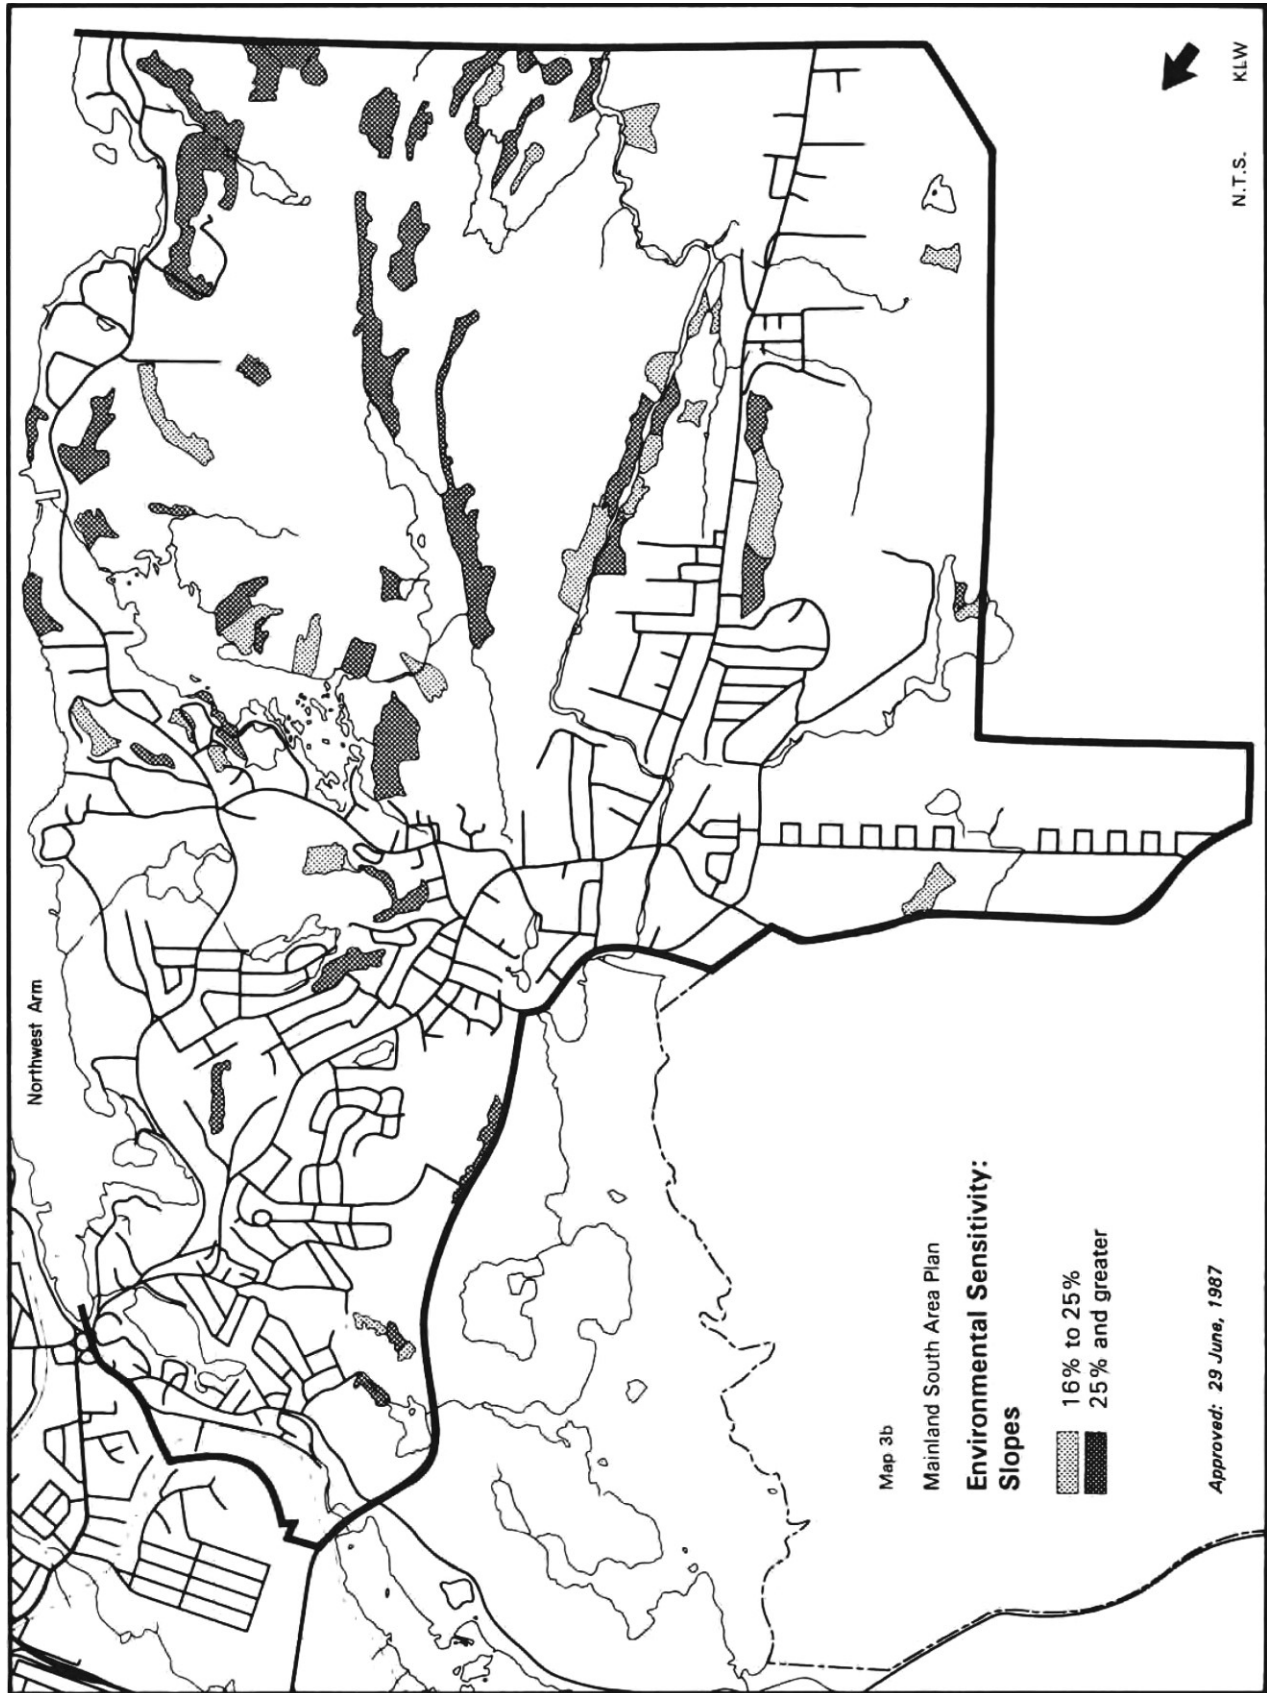 Northwest Arm
Map 3b
Mainland South Area Plan
Environmental Sensitivity:
Slopes
16% to 25%
25% and greater
Approved: 29 June, 1987
N.T.S. KLW